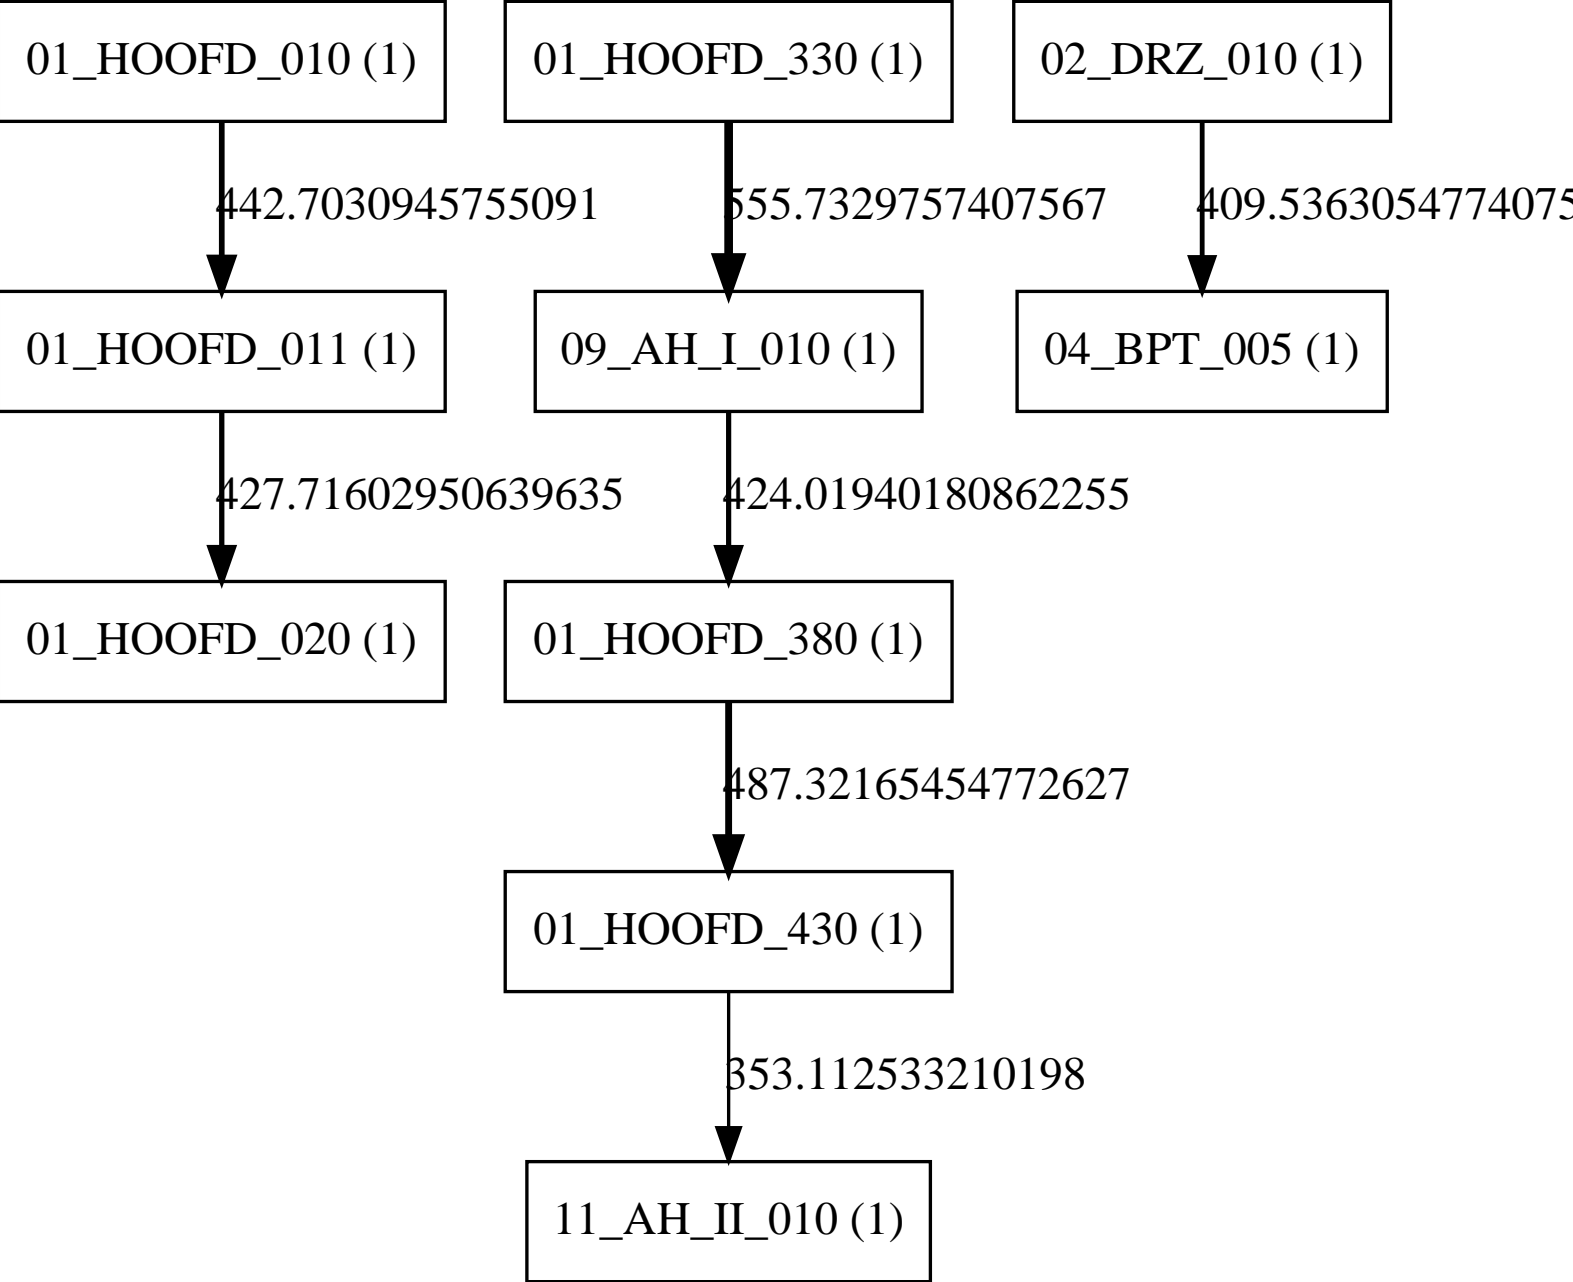 01_HOOFD_010 (1)
01_HOOFD_330 (1)
02_DRZ_010 (1)
442.7030945755091
555.7329757407567
409.5363054774075
01_HOOFD_011 (1)
09_AH_I_010 (1)
04_BPT_005 (1)
427.71602950639635
424.01940180862255
01_HOOFD_020 (1)
01_HOOFD_380 (1)
487.32165454772627
01_HOOFD_430 (1)
353.112533210198
11_AH_II_010 (1)